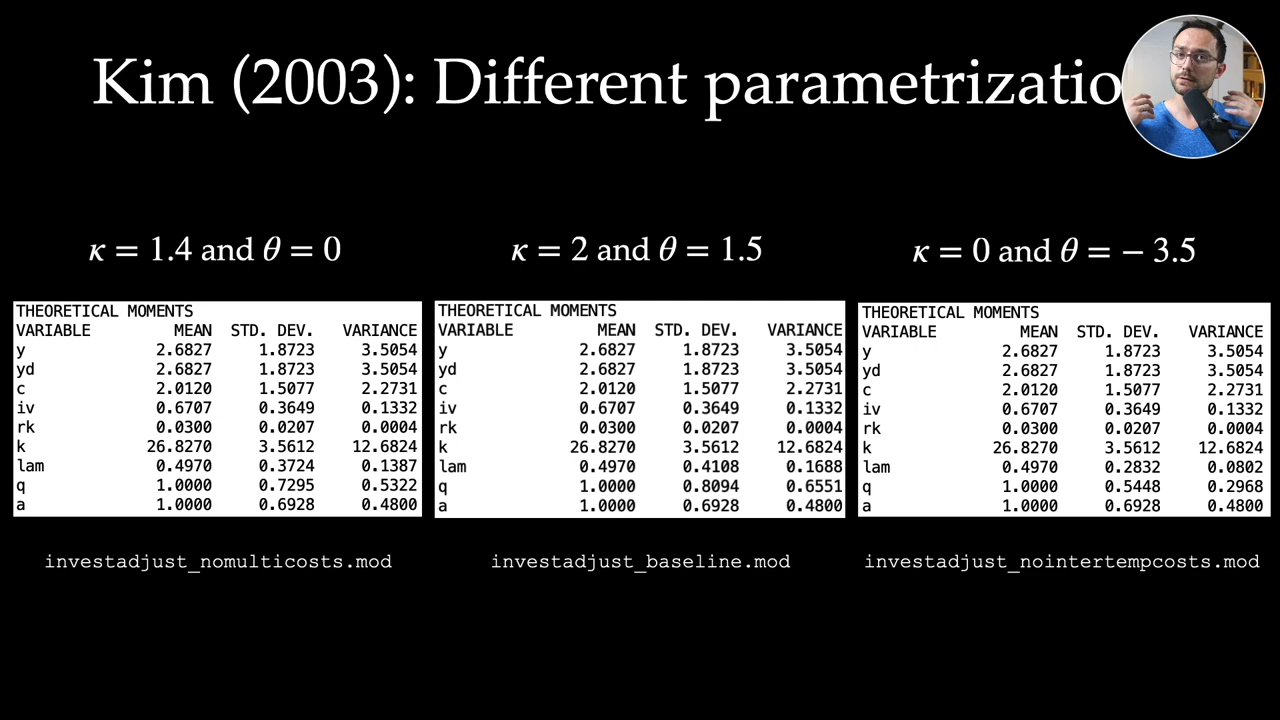 Kim (2003): Different parametrizatio
κ = 1.4 and θ = 0
THEORETICAL MOMENTS
VARIABLE MEAN STD. DEV. VARIANCE
y 2.6827 1.8723 3.5054
yd 2.6827 1.8723 3.5054
c 2.0120 1.5077 2.2731
iv 0.6707 0.3649 0.1332
rk 0.0300 0.0207 0.0004
k 26.8270 3.5612 12.6824
lam 0.4970 0.3724 0.1387
q 1.0000 0.7295 0.5322
a 1.0000 0.6928 0.4800
investadjust_nomulticosts.mod
κ = 2 and θ = 1.5
THEORETICAL MOMENTS
VARIABLE MEAN STD. DEV. VARIANCE
y 2.6827 1.8723 3.5054
yd 2.6827 1.8723 3.5054
c 2.0120 1.5077 2.2731
iv 0.6707 0.3649 0.1332
rk 0.0300 0.0207 0.0004
k 26.8270 3.5612 12.6824
lam 0.4970 0.4108 0.1688
q 1.0000 0.8094 0.6551
a 1.0000 0.6928 0.4800
investadjust_baseline.mod
κ = 0 and θ = − 3.5
THEORETICAL MOMENTS
VARIABLE MEAN STD. DEV. VARIANCE
y 2.6827 1.8723 3.5054
yd 2.6827 1.8723 3.5054
c 2.0120 1.5077 2.2731
iv 0.6707 0.3649 0.1332
rk 0.0300 0.0207 0.0004
k 26.8270 3.5612 12.6824
lam 0.4970 0.2832 0.0802
q 1.0000 0.5448 0.2968
a 1.0000 0.6928 0.4800
investadjust_nointertempcosts.mod